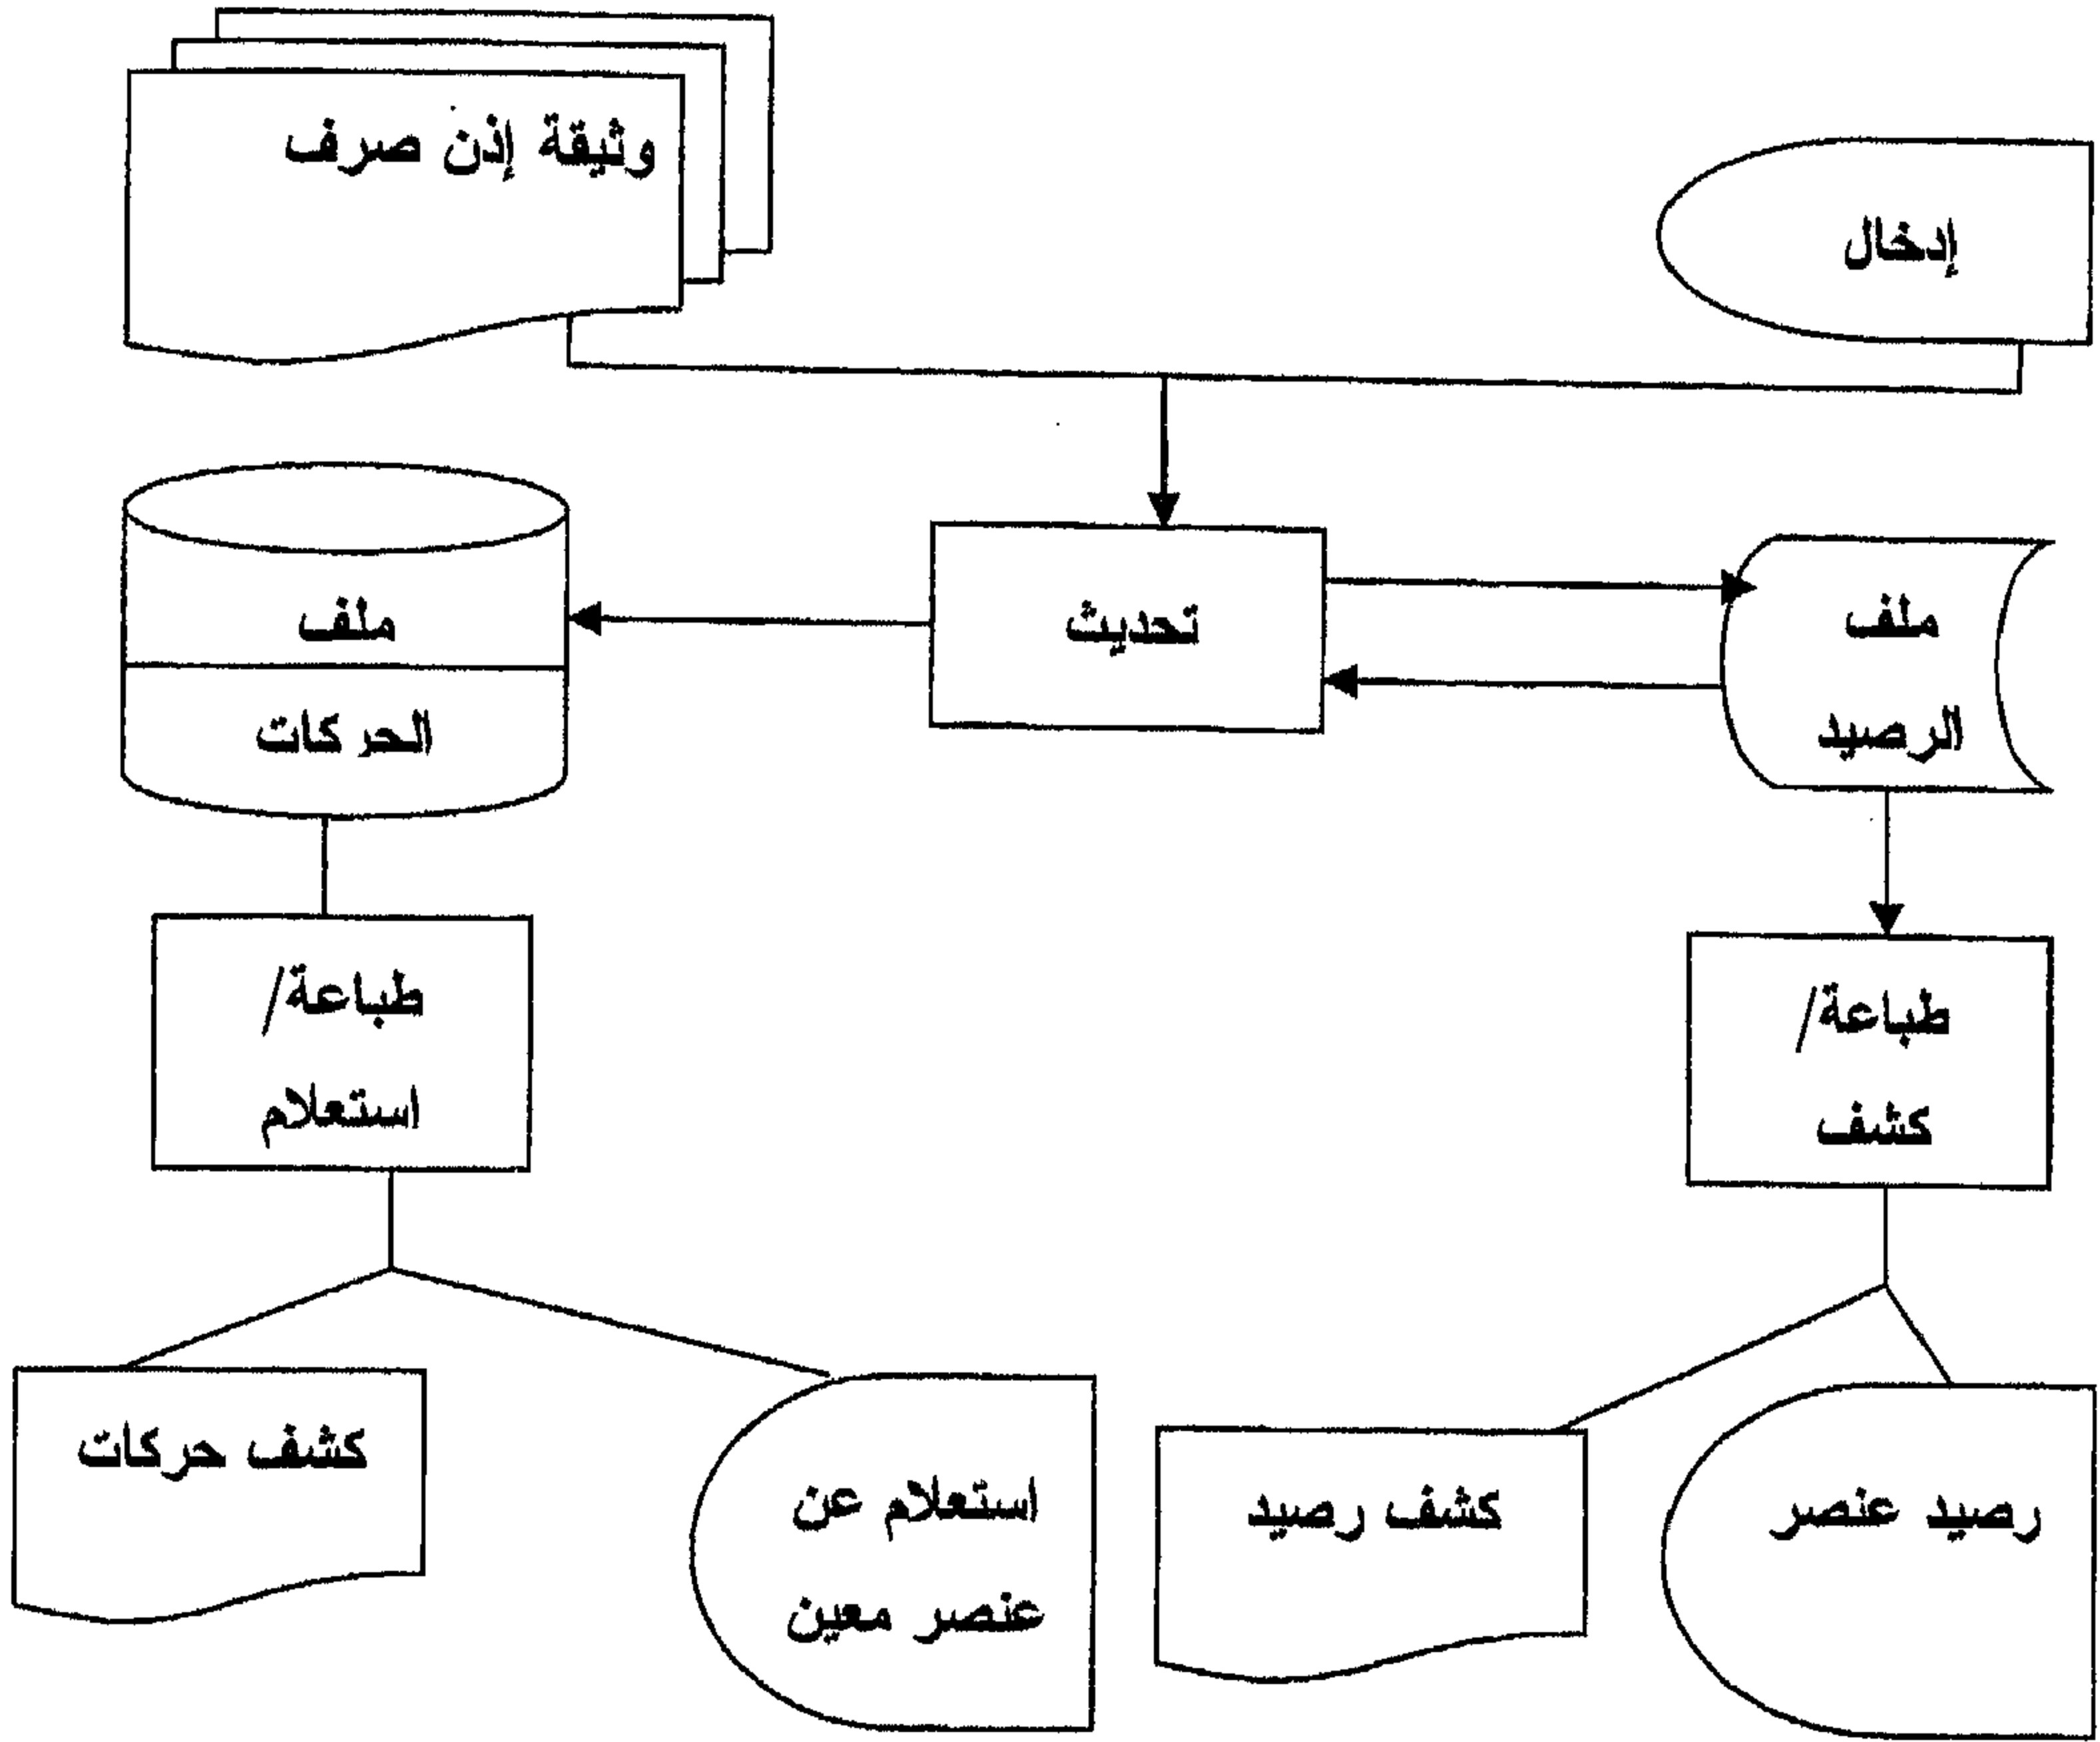 إدخال
وثيقة إذن صرف
ملف
الرصيد
تحديث
ملف
الحركات
طباعة/
كشف
طباعة/
استعلام
رصيد عنصر
كشف رصيد
استعلام عن
عنصر معين
كشف حركات